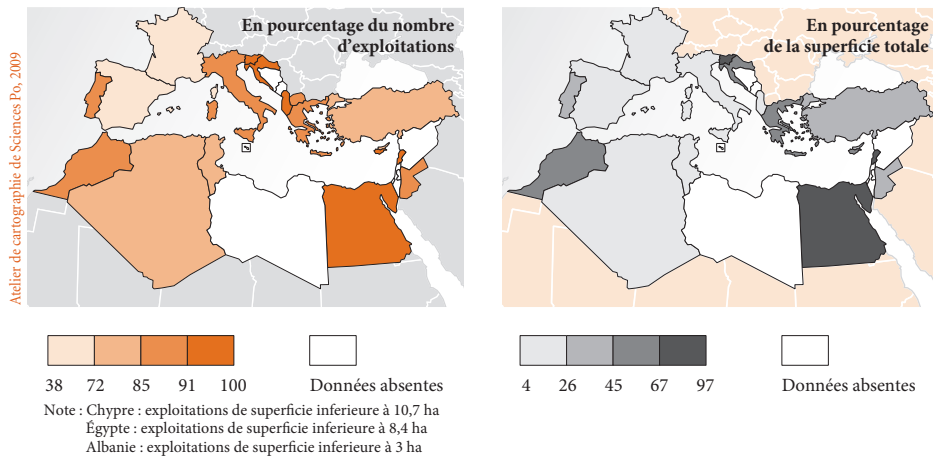 En pourcentage du nombre
d'exploitations
En pourcentage
de la superficie totale
Atelier de cartographie de Sciences Po, 2009
38 72 85 91 100
Données absentes
4 26 45 67 97
Données absentes
Note : Chypre : exploitations de superficie inferieure à 10,7 ha
Égypte : exploitations de superficie inferieure à 8,4 ha
Albanie : exploitations de superficie inferieure à 3 ha